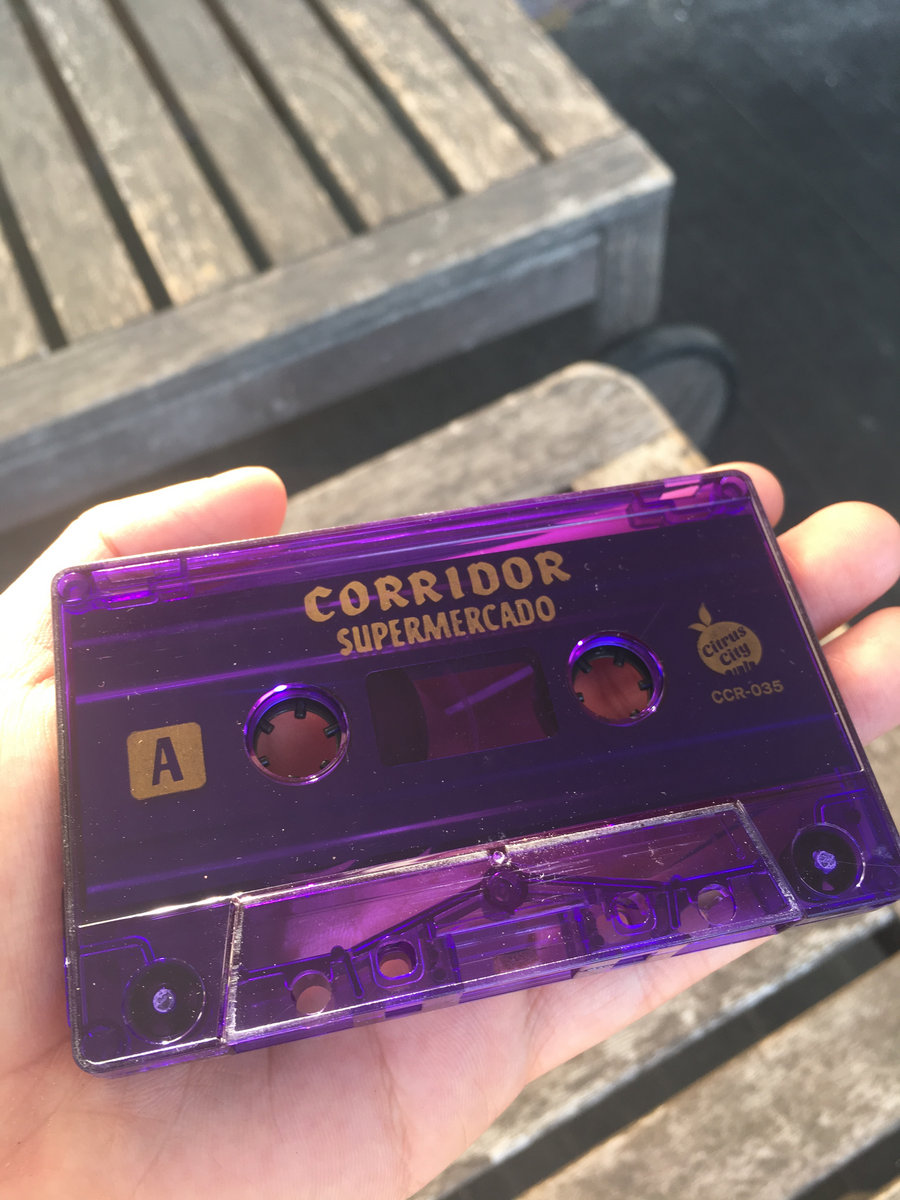 CORRIDOR
SUPERMERCADO
A
Citrus
City
CCR-035